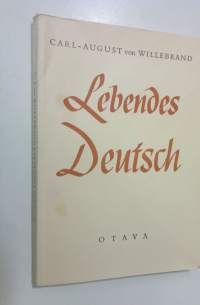 CARL-AUGUST von WILLEBRAND
Lebendes
Deutsch
OTAVA